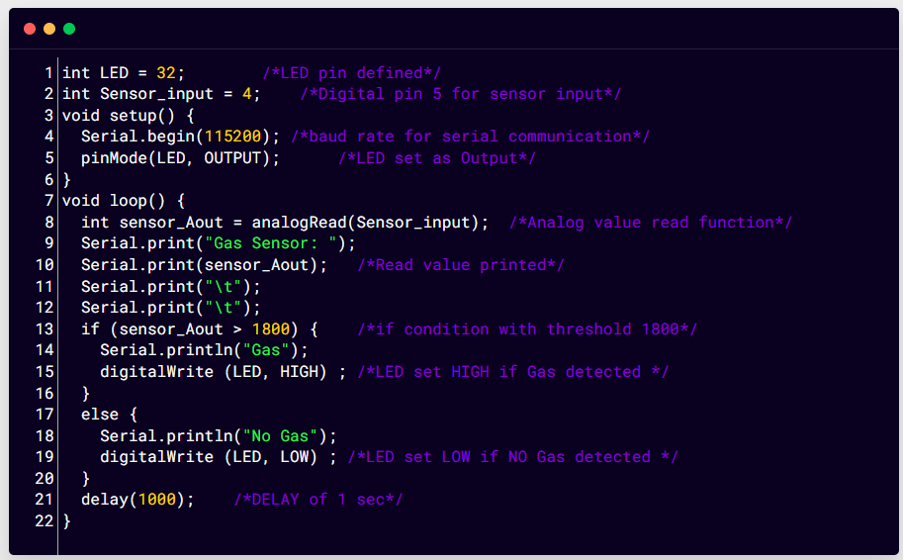 1 int LED = 32;        /*LED pin defined*/
2 int Sensor_input = 4;    /*Digital pin 5 for sensor input*/
3 void setup() {
4   Serial.begin(115200); /*baud rate for serial communication*/
5   pinMode(LED, OUTPUT);      /*LED set as Output*/
6 }
7 void loop() {
8   int sensor_Aout = analogRead(Sensor_input);  /*Analog value read function*/
9   Serial.print("Gas Sensor: ");
10   Serial.print(sensor_Aout);   /*Read value printed*/
11   Serial.print("\t");
12   Serial.print("\t");
13   if (sensor_Aout > 1800) {    /*if condition with threshold 1800*/
14     Serial.println("Gas");
15     digitalWrite (LED, HIGH) ; /*LED set HIGH if Gas detected */
16   }
17   else {
18     Serial.println("No Gas");
19     digitalWrite (LED, LOW) ; /*LED set LOW if NO Gas detected */
20   }
21   delay(1000);    /*DELAY of 1 sec*/
22 }